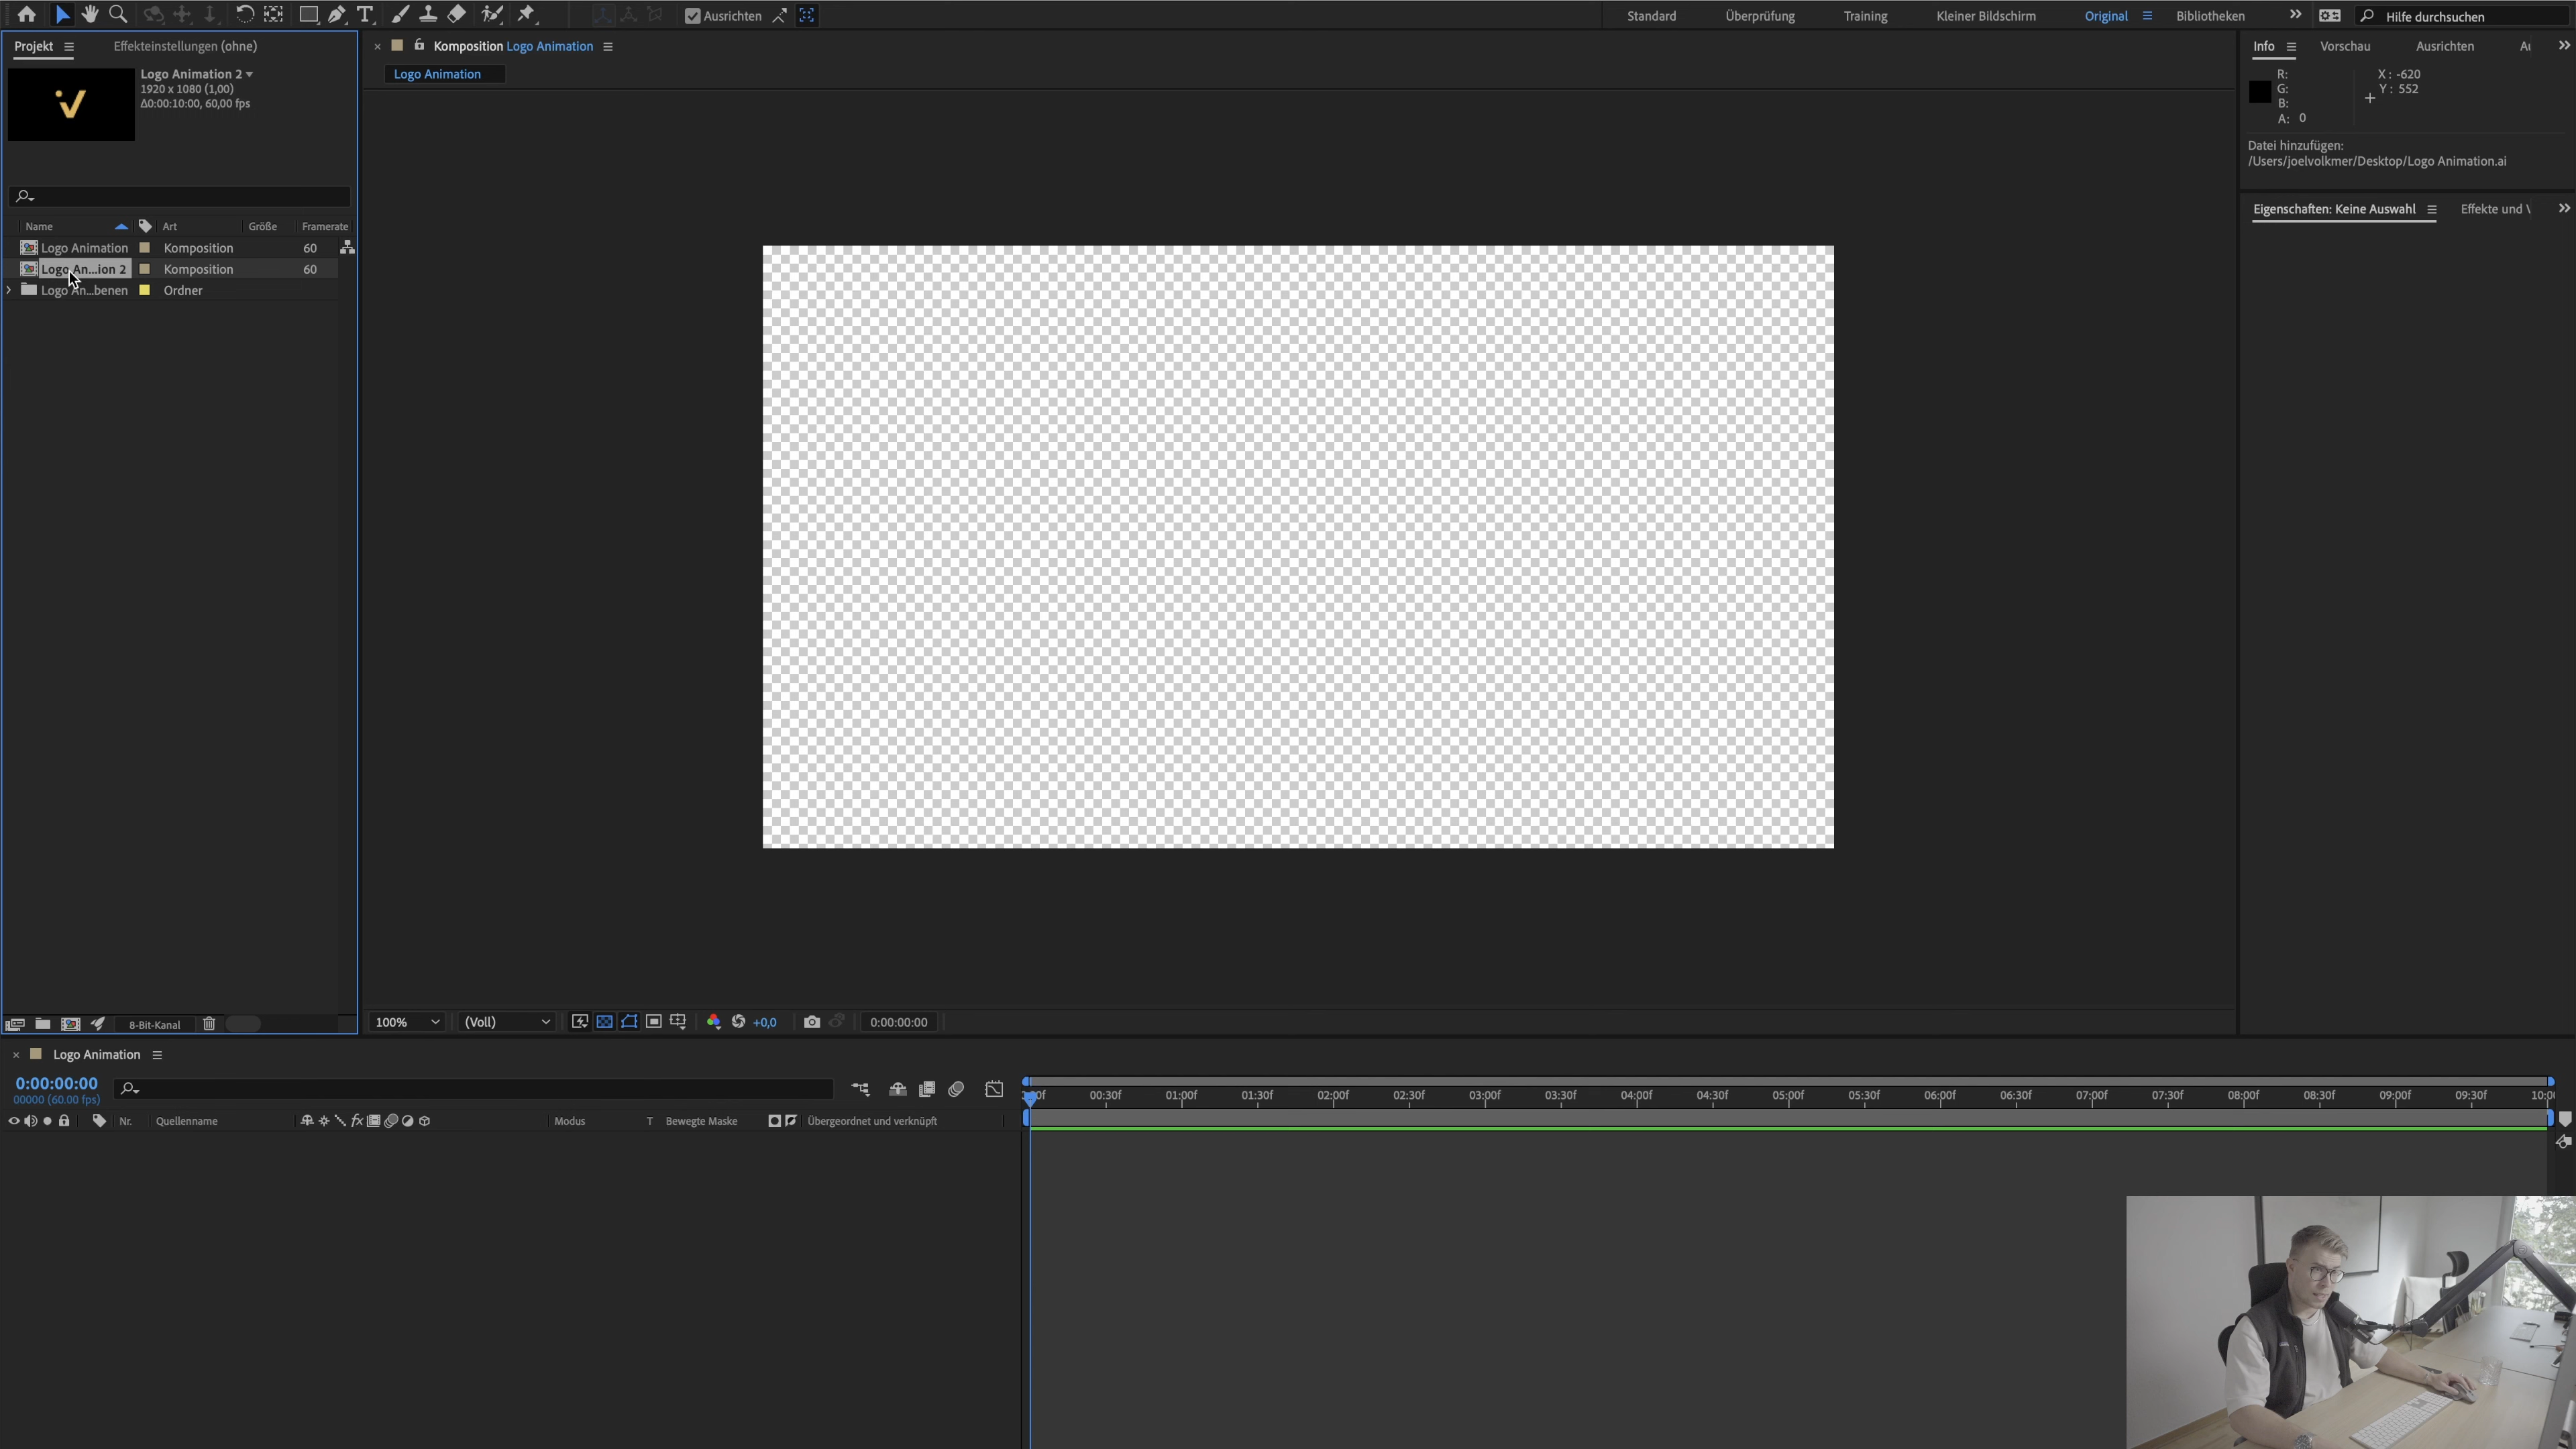 Ausrichten
Standard
Überprüfung
Training
Kleiner Bildschirm
Original
Bibliotheken
Hilfe durchsuchen
Projekt
Effekteinstellungen (ohne)
Logo Animation 2
1920 x 1080 (1,00)
Δ0:00:10:00, 60,00 fps
Komposition Logo Animation
Logo Animation
Info
Vorschau
Ausrichten
R:
G:
B:
A: 0
X : -620
Y : 552
Datei hinzufügen:
/Users/joelvolkmer/Desktop/Logo Animation.ai
Eigenschaften: Keine Auswahl
Effekte und
Name
Art
Größe
Framerate
Logo Animation Komposition 60
Logo An...ion 2 Komposition 60
Logo An...benen Ordner
8-Bit-Kanal
100%
(Voll)
+0,0
0:00:00:00
Logo Animation
0:00:00:00
00000 (60.00 fps)
00:30f 01:00f 01:30f 02:00f 02:30f 03:00f 03:30f 04:00f 04:30f 05:00f 05:30f 06:00f 06:30f 07:00f 07:30f 08:00f 08:30f 09:00f 09:30f 10:0
Nr.
Quellenname
Modus
T
Bewegte Maske
Übergeordnet und verknüpft